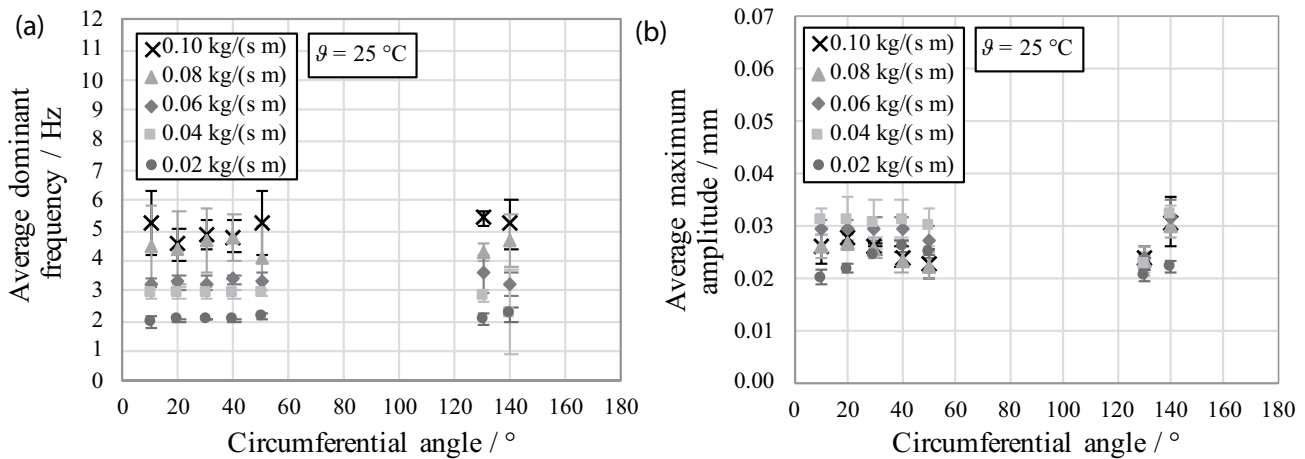 (a)
12
11
10
9
8
7
6
5
4
3
2
1
0
Average dominant
frequency / Hz
0.10 kg/(s m)
0.08 kg/(s m)
0.06 kg/(s m)
0.04 kg/(s m)
0.02 kg/(s m)
ϑ = 25 °C
0 20 40 60 80 100 120 140 160 180
Circumferential angle / °
(b)
0.07
0.06
0.05
0.04
0.03
0.02
0.01
0.00
Average maximum
amplitude / mm
0.10 kg/(s m)
0.08 kg/(s m)
0.06 kg/(s m)
0.04 kg/(s m)
0.02 kg/(s m)
ϑ = 25 °C
0 20 40 60 80 100 120 140 160 180
Circumferential angle / °